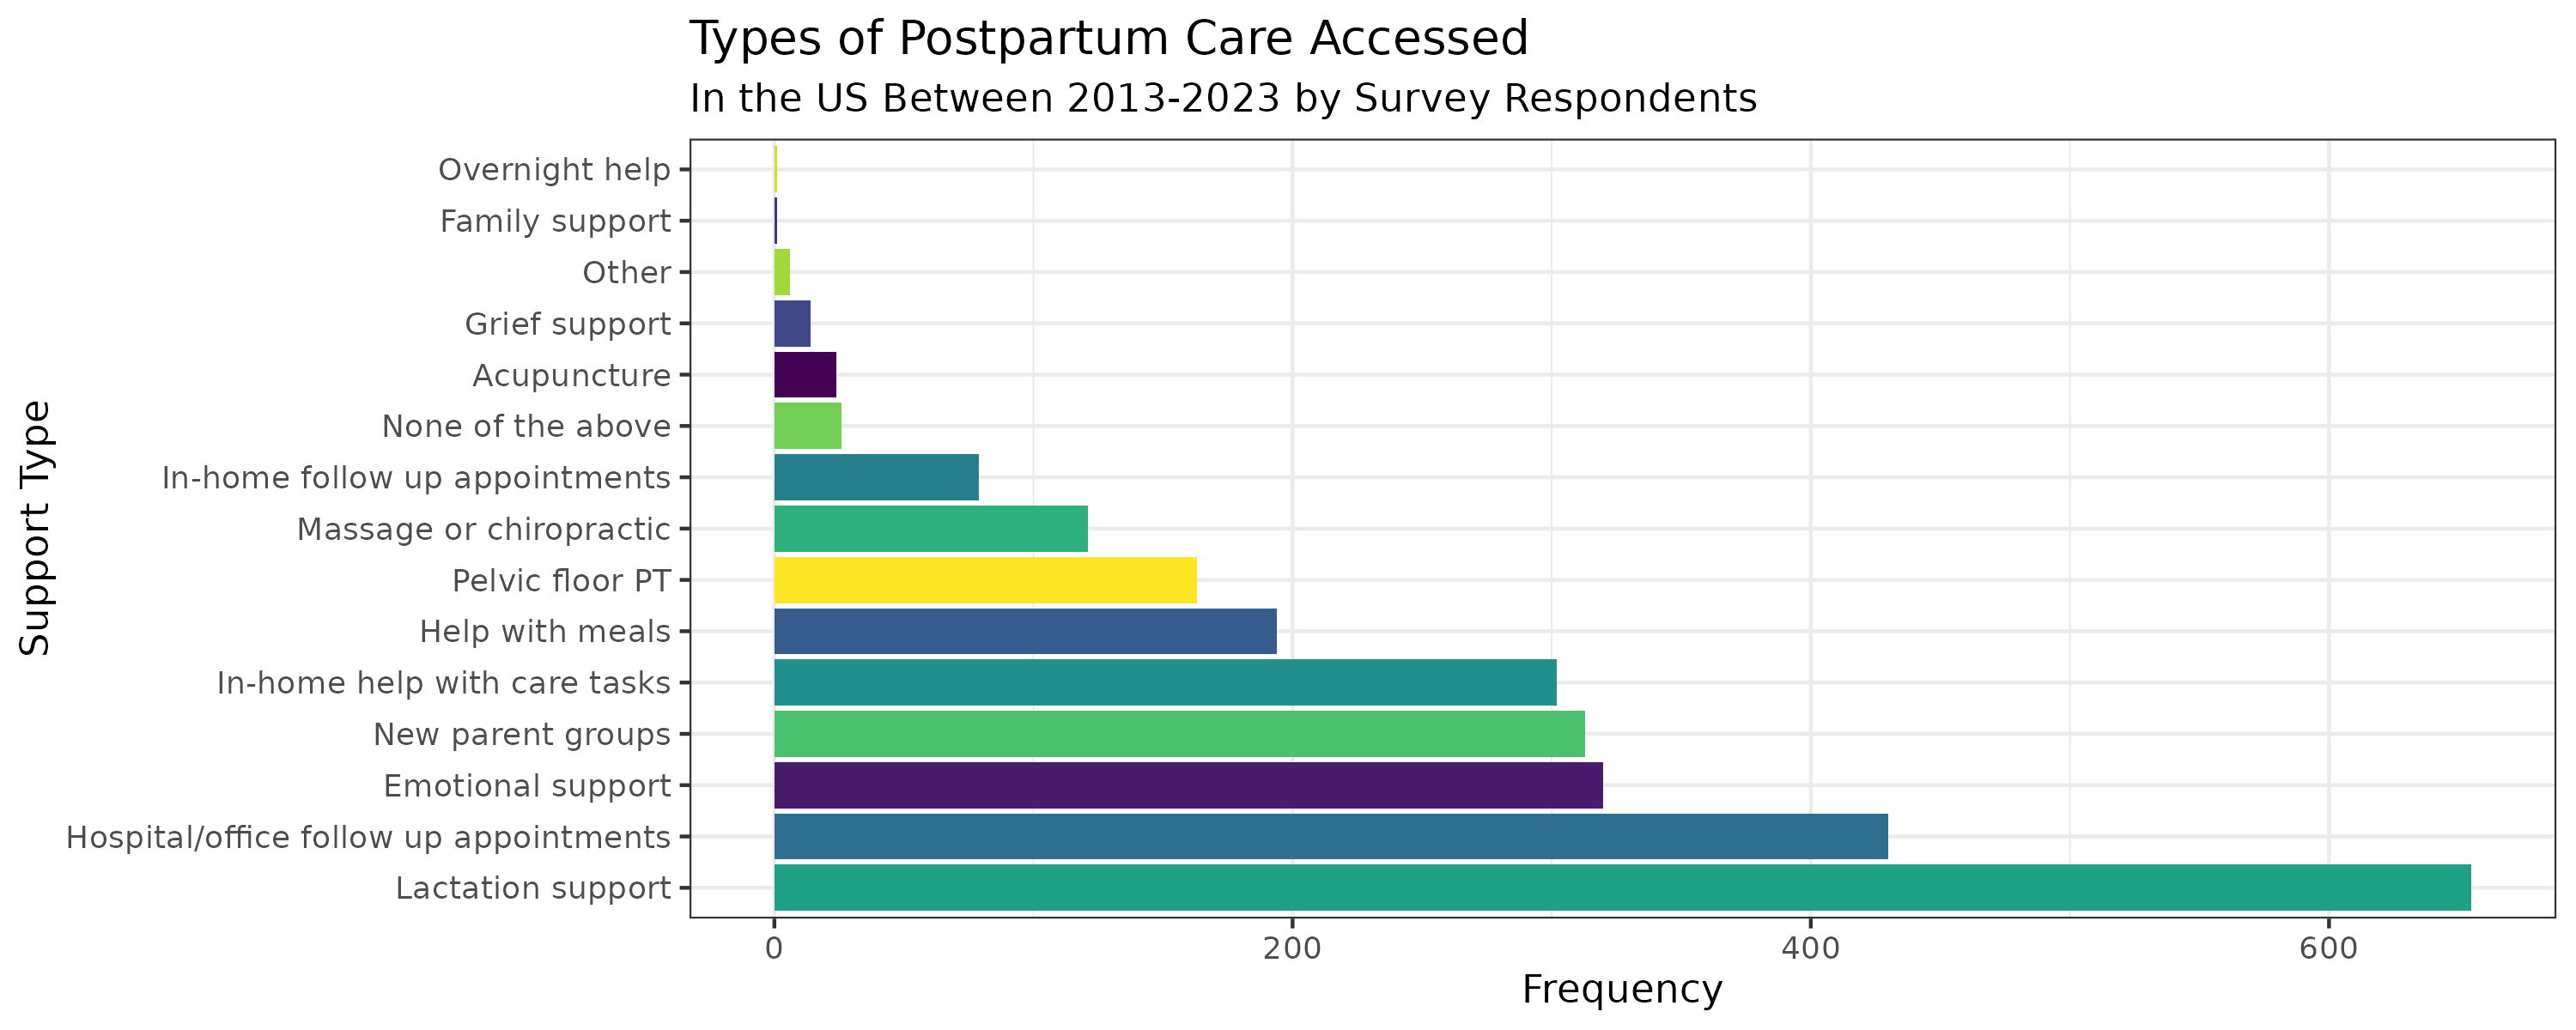 Types of Postpartum Care Accessed
In the US Between 2013-2023 by Survey Respondents
Support Type
Overnight help
Family support
Other
Grief support
Acupuncture
None of the above
In-home follow up appointments
Massage or chiropractic
Pelvic floor PT
Help with meals
In-home help with care tasks
New parent groups
Emotional support
Hospital/office follow up appointments
Lactation support
0 200 400 600
Frequency